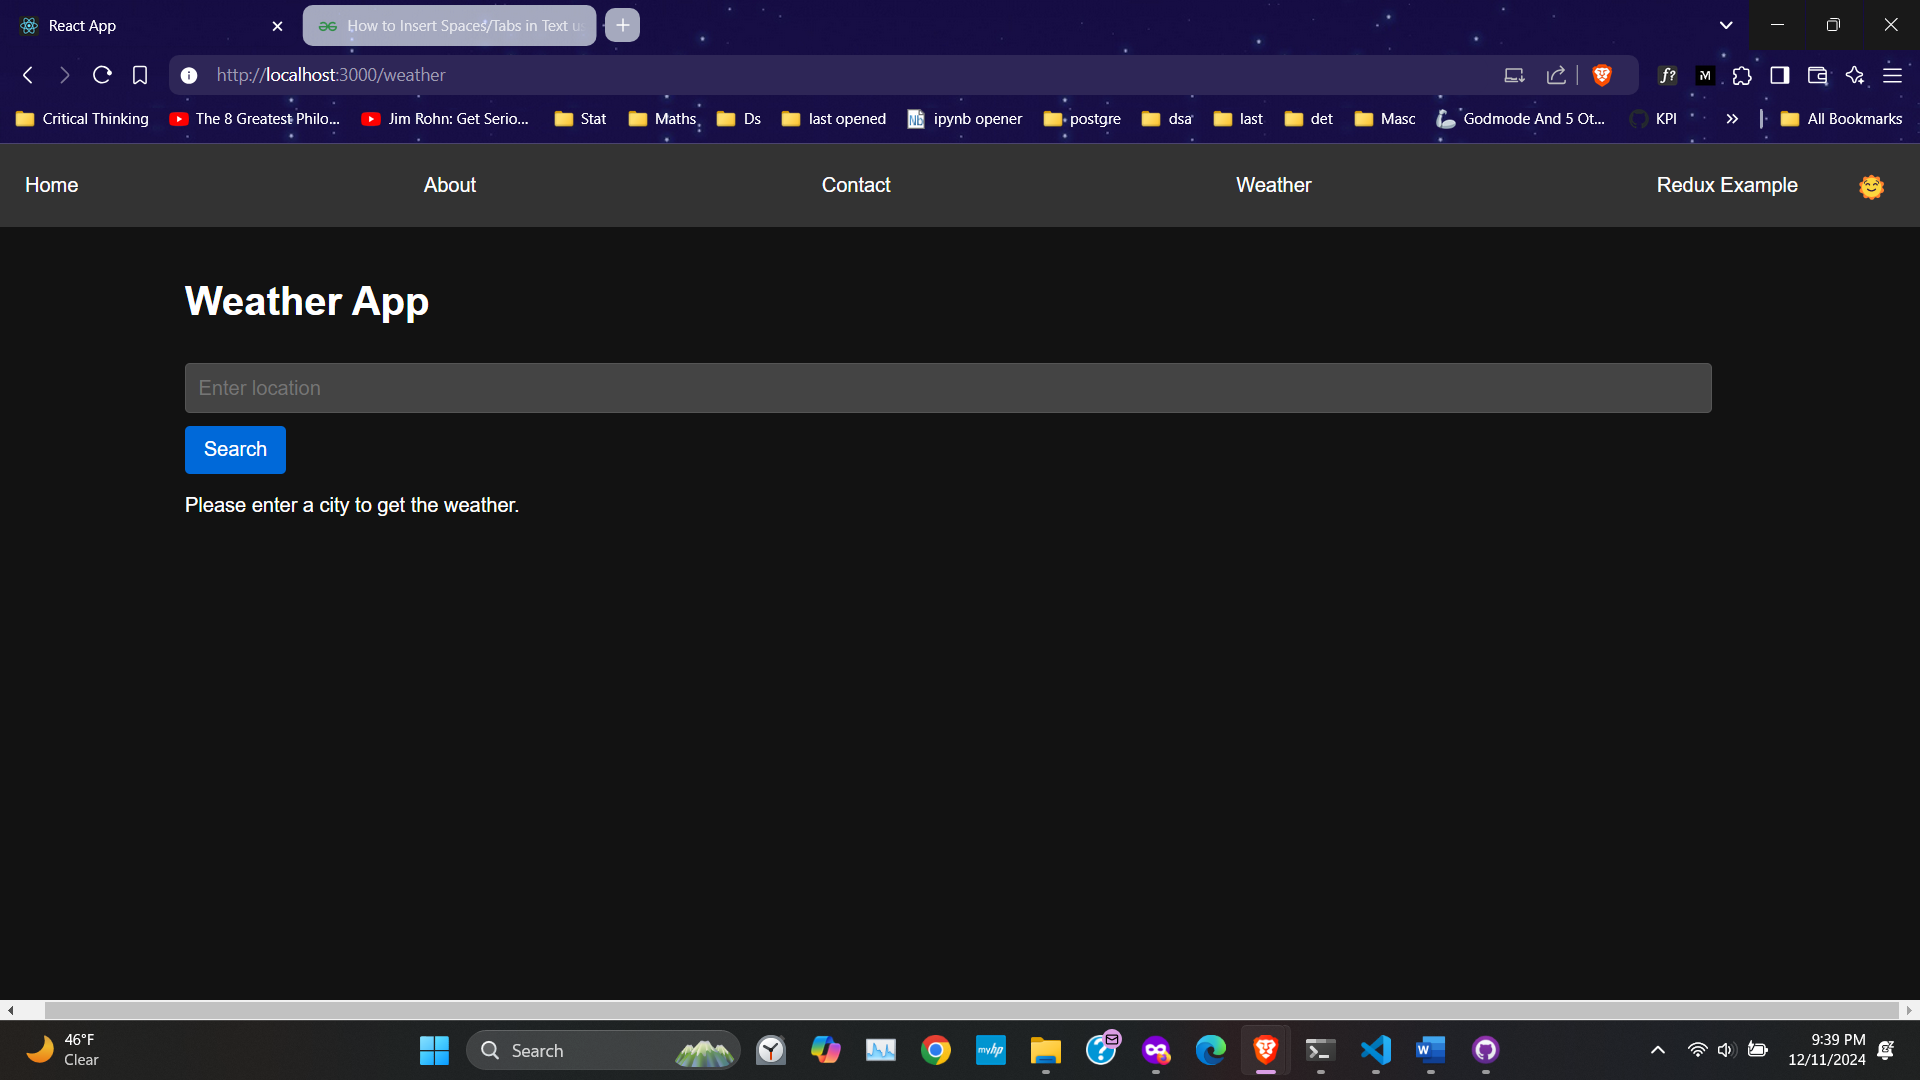 React App
How to Insert Spaces/Tabs in Text u
http://localhost:3000/weather
Critical Thinking
The 8 Greatest Philo...
Jim Rohn: Get Serio...
Stat
Maths
Ds
last opened
ipynb opener
postgre
dsa
last
det
Masc
Godmode And 5 Ot...
KPI
All Bookmarks
Home
About
Contact
Weather
Redux Example
Weather App
Enter location
Search
Please enter a city to get the weather.
46°F
Clear
Search
myhp
9:39 PM
12/11/2024